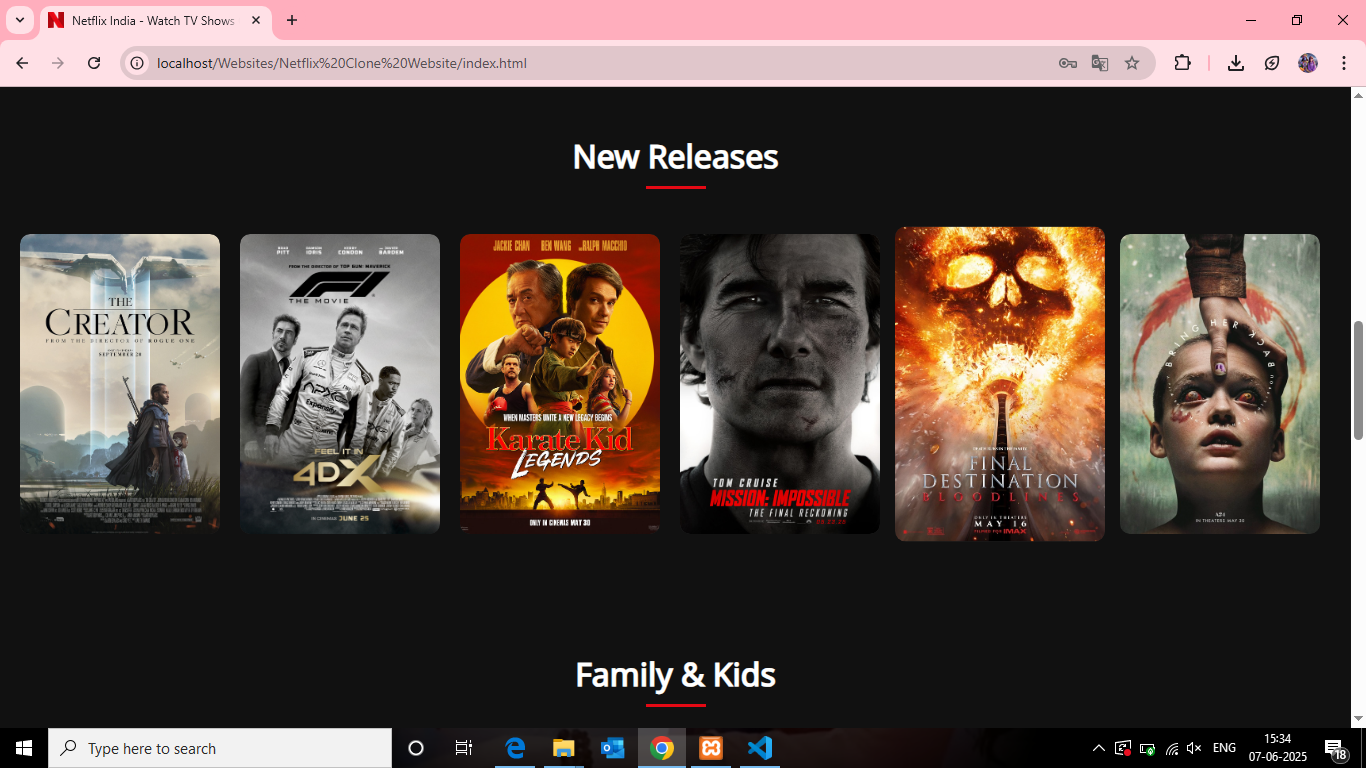 Netflix India - Watch TV Shows
localhost/Websites/Netflix%20Clone%20Website/index.html
New Releases
THE
CREATOR
FROM THE DIRECTOR OF ROGUE ONE
SEPTEMBER
BRAD PITT
DAMSON IDRIS
KERRY CONDON
JAVIER BARDEM
FROM THE DIRECTOR OF TOP GUN: MAVERICK
F1
THE MOVIE
APXGP
Expensify
FEEL IT IN
4DX
IN CINEMAS JUNE 25
JACKIE CHAN BEN WANG AND RALPH MACCHIO
WHEN MASTERS UNITE A NEW LEGACY BEGINS
Karate Kid
LEGENDS
ONLY IN CINEMAS MAY 30
TOM CRUISE
MISSION: IMPOSSIBLE
THE FINAL RECKONING
FINAL
DESTINATION
BLOODLINES
ONLY IN THEATERS
MAY 16
IMAX
BRING HER BACK
A24
IN THEATERS MAY 30
Family & Kids
Type here to search
ENG
15:34
07-06-2025
18